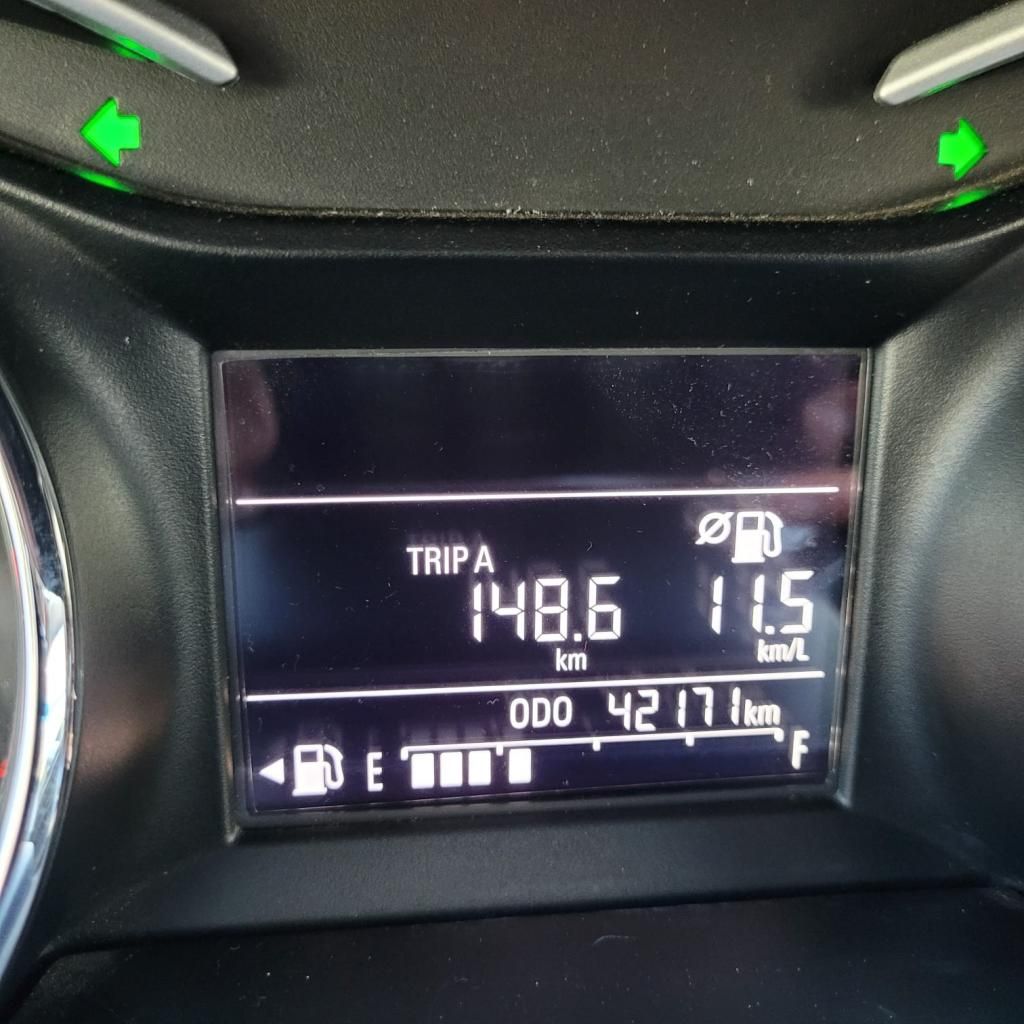 TRIP A
148.6 11.5
km km/L
ODO 42171 km
E F